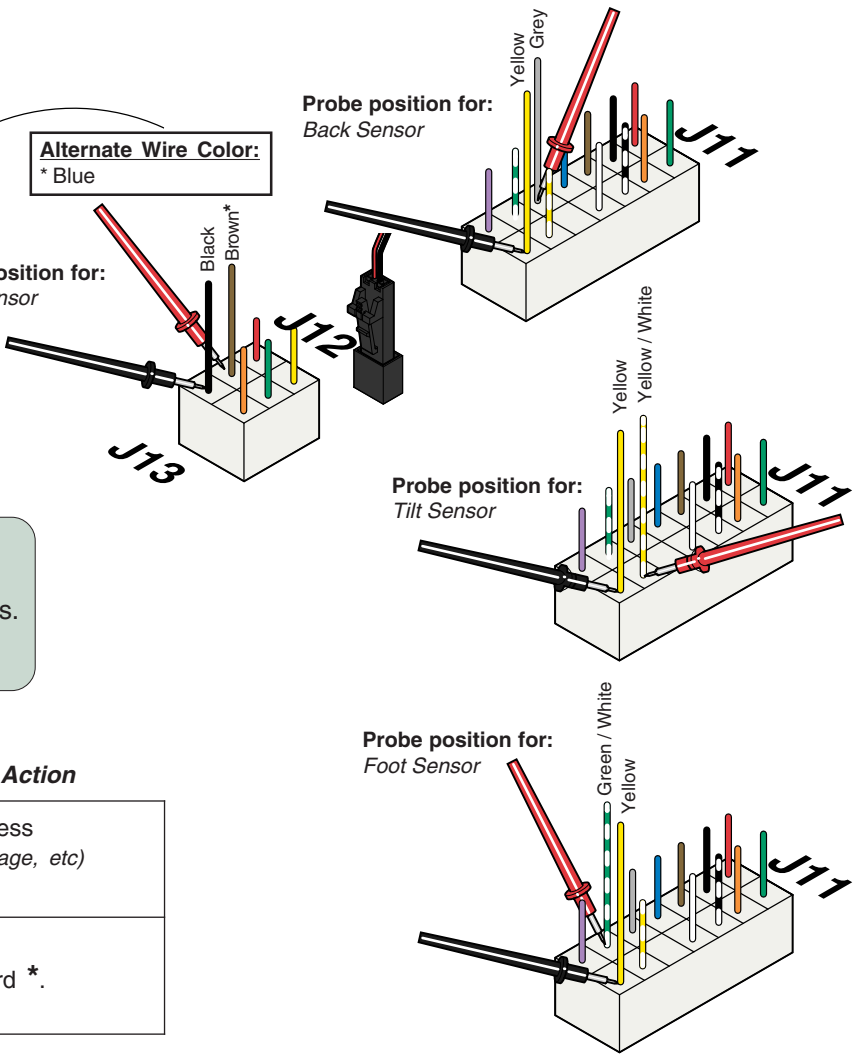 Alternate Wire Color:
* Blue
Black
Brown*
osition for:
nsor
J12
J13
Probe position for:
Back Sensor
Yellow
Grey
J11
Probe position for:
Tilt Sensor
Yellow
Yellow / White
J11
s.
Action
ess
age, etc)
rd *.
Probe position for:
Foot Sensor
Green / White
Yellow
J11